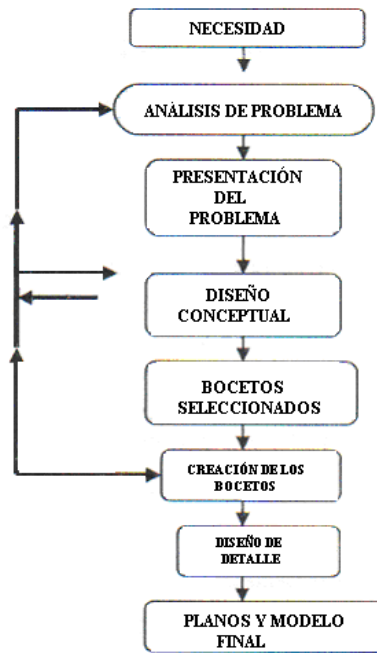 NECESIDAD
ANÀLISIS DE PROBLEMA
PRESENTACIÓN
DEL
PROBLEMA
DISEÑO
CONCEPTUAL
BOCETOS
SELECCIONADOS
CREACIÓN DE LOS
BOCETOS
DISEÑO DE
DETALLE
PLANOS Y MODELO
FINAL